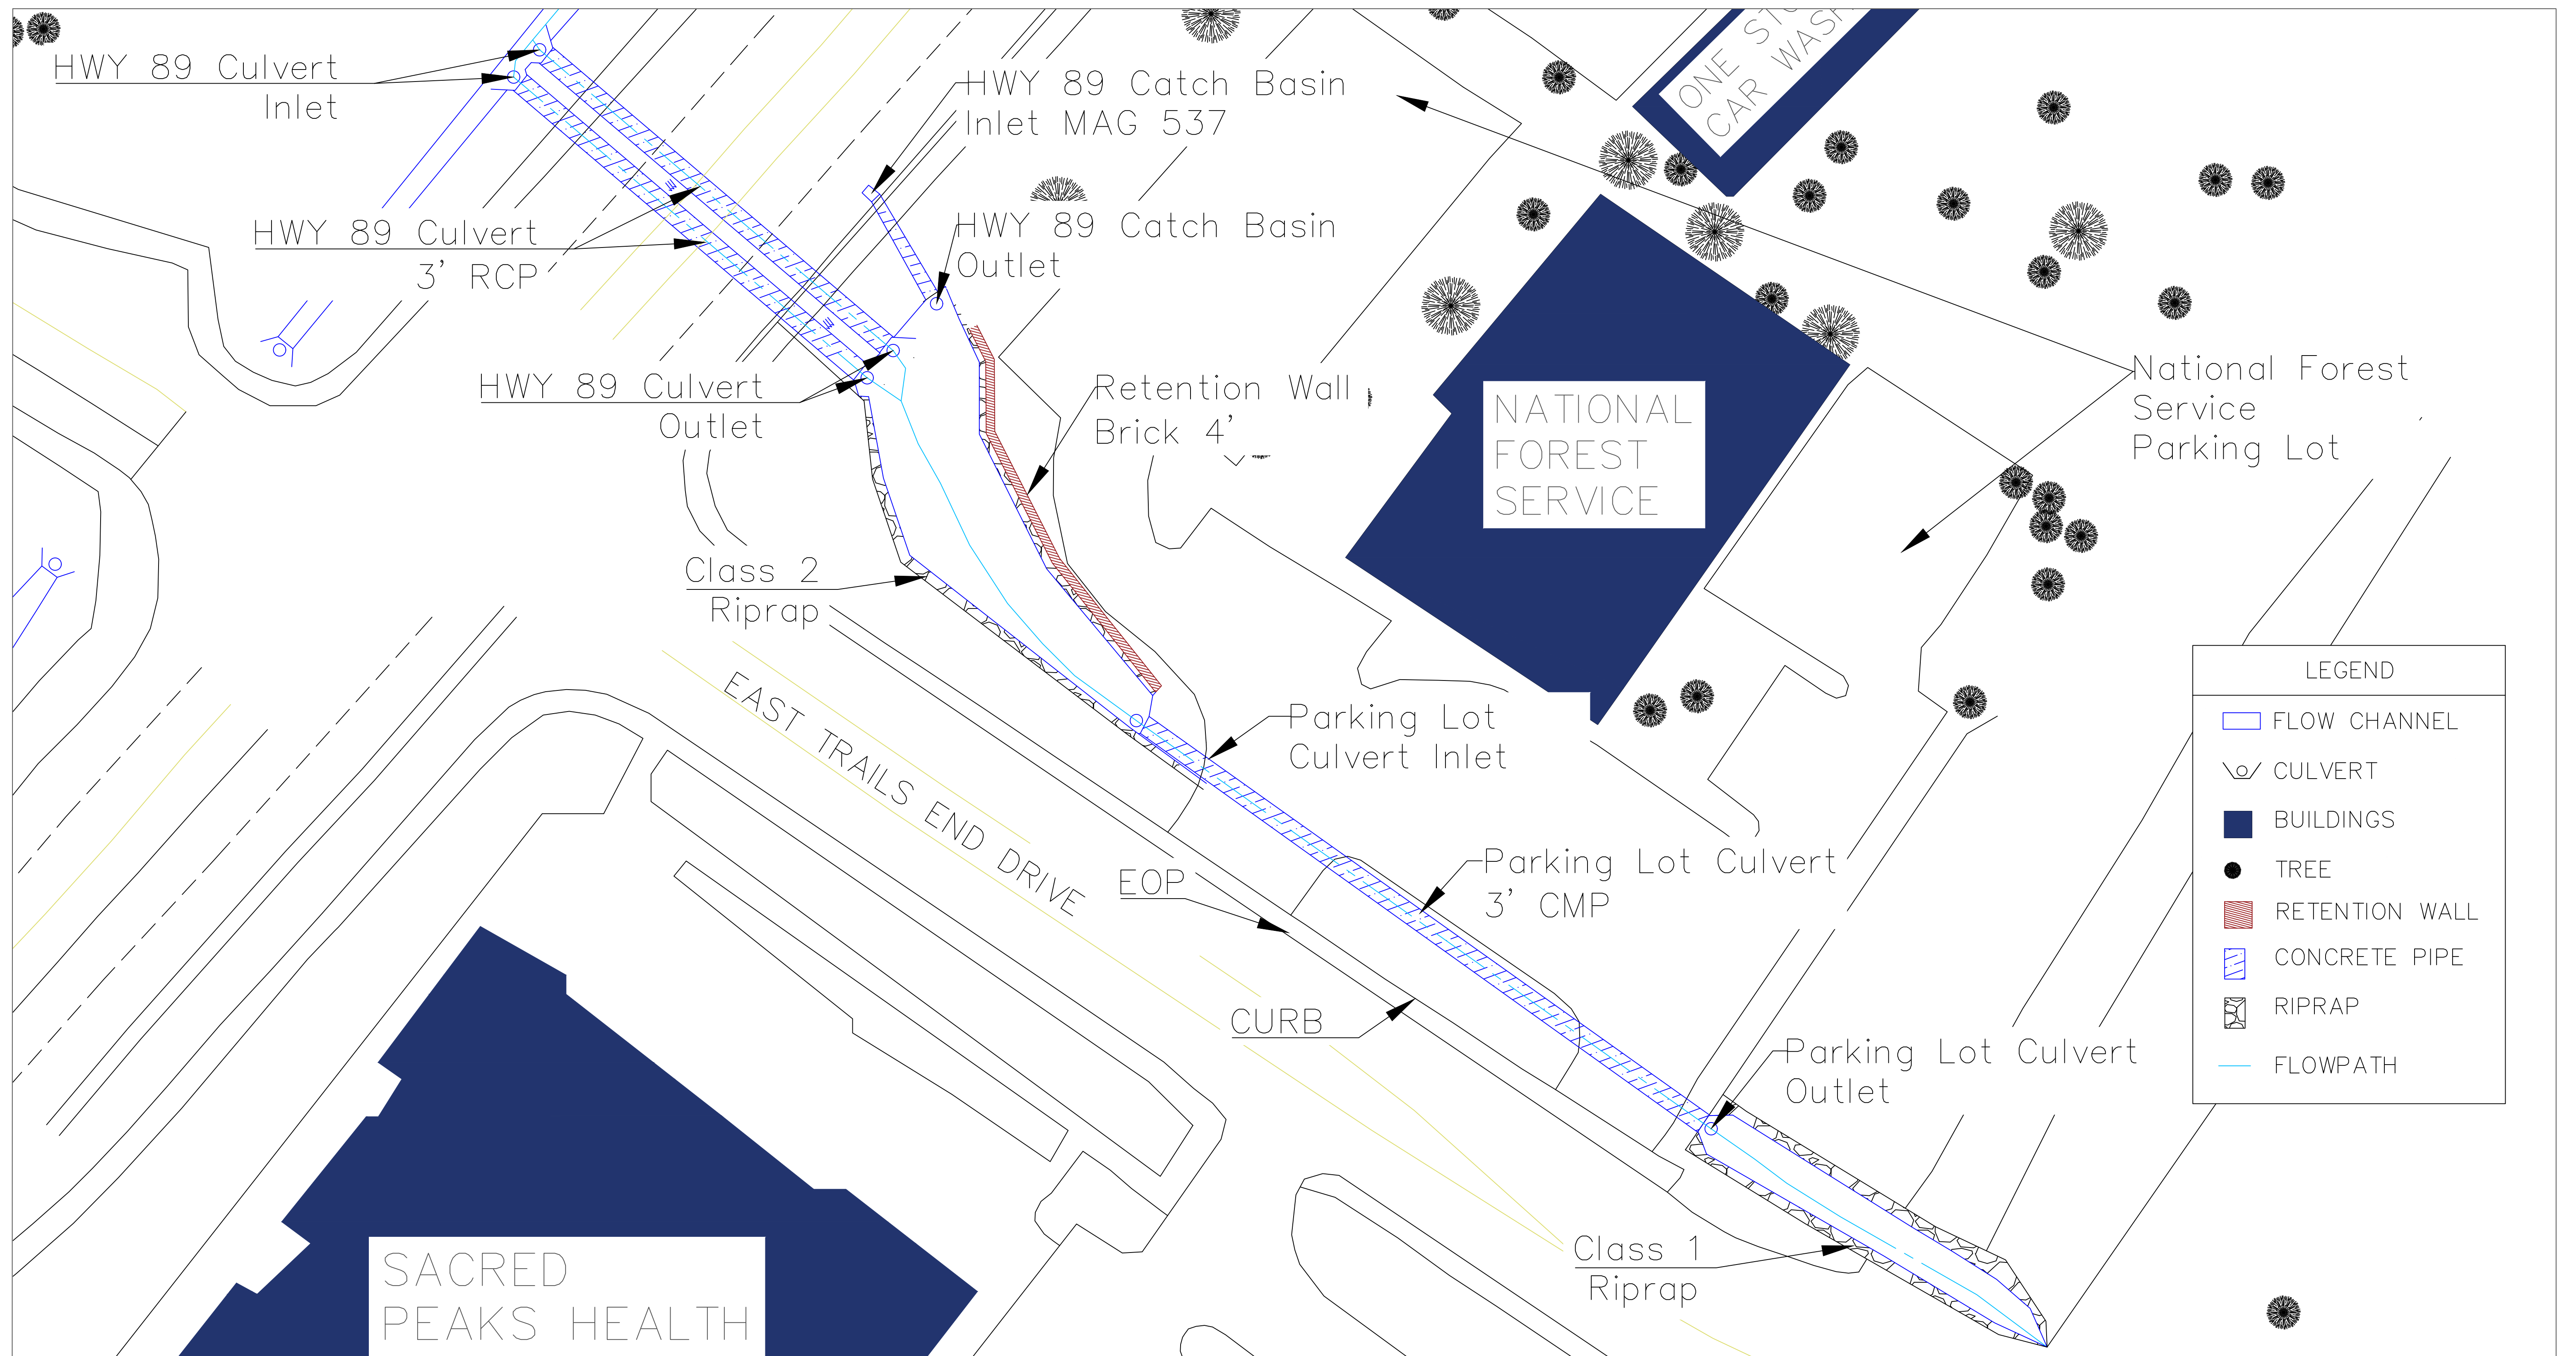 HWY 89 Culvert
Inlet
HWY 89 Catch Basin
Inlet MAG 537
ONE STO
CAR WASH
HWY 89 Culvert
3' RCP
HWY 89 Catch Basin
Outlet
HWY 89 Culvert
Outlet
Retention Wall
Brick 4'
NATIONAL
FOREST
SERVICE
National Forest
Service
Parking Lot
Class 2
Riprap
EAST TRAILS END DRIVE
Parking Lot
Culvert Inlet
Parking Lot Culvert
3' CMP
EOP
CURB
Parking Lot Culvert
Outlet
Class 1
Riprap
SACRED
PEAKS HEALTH
LEGEND
FLOW CHANNEL
CULVERT
BUILDINGS
TREE
RETENTION WALL
CONCRETE PIPE
RIPRAP
FLOWPATH